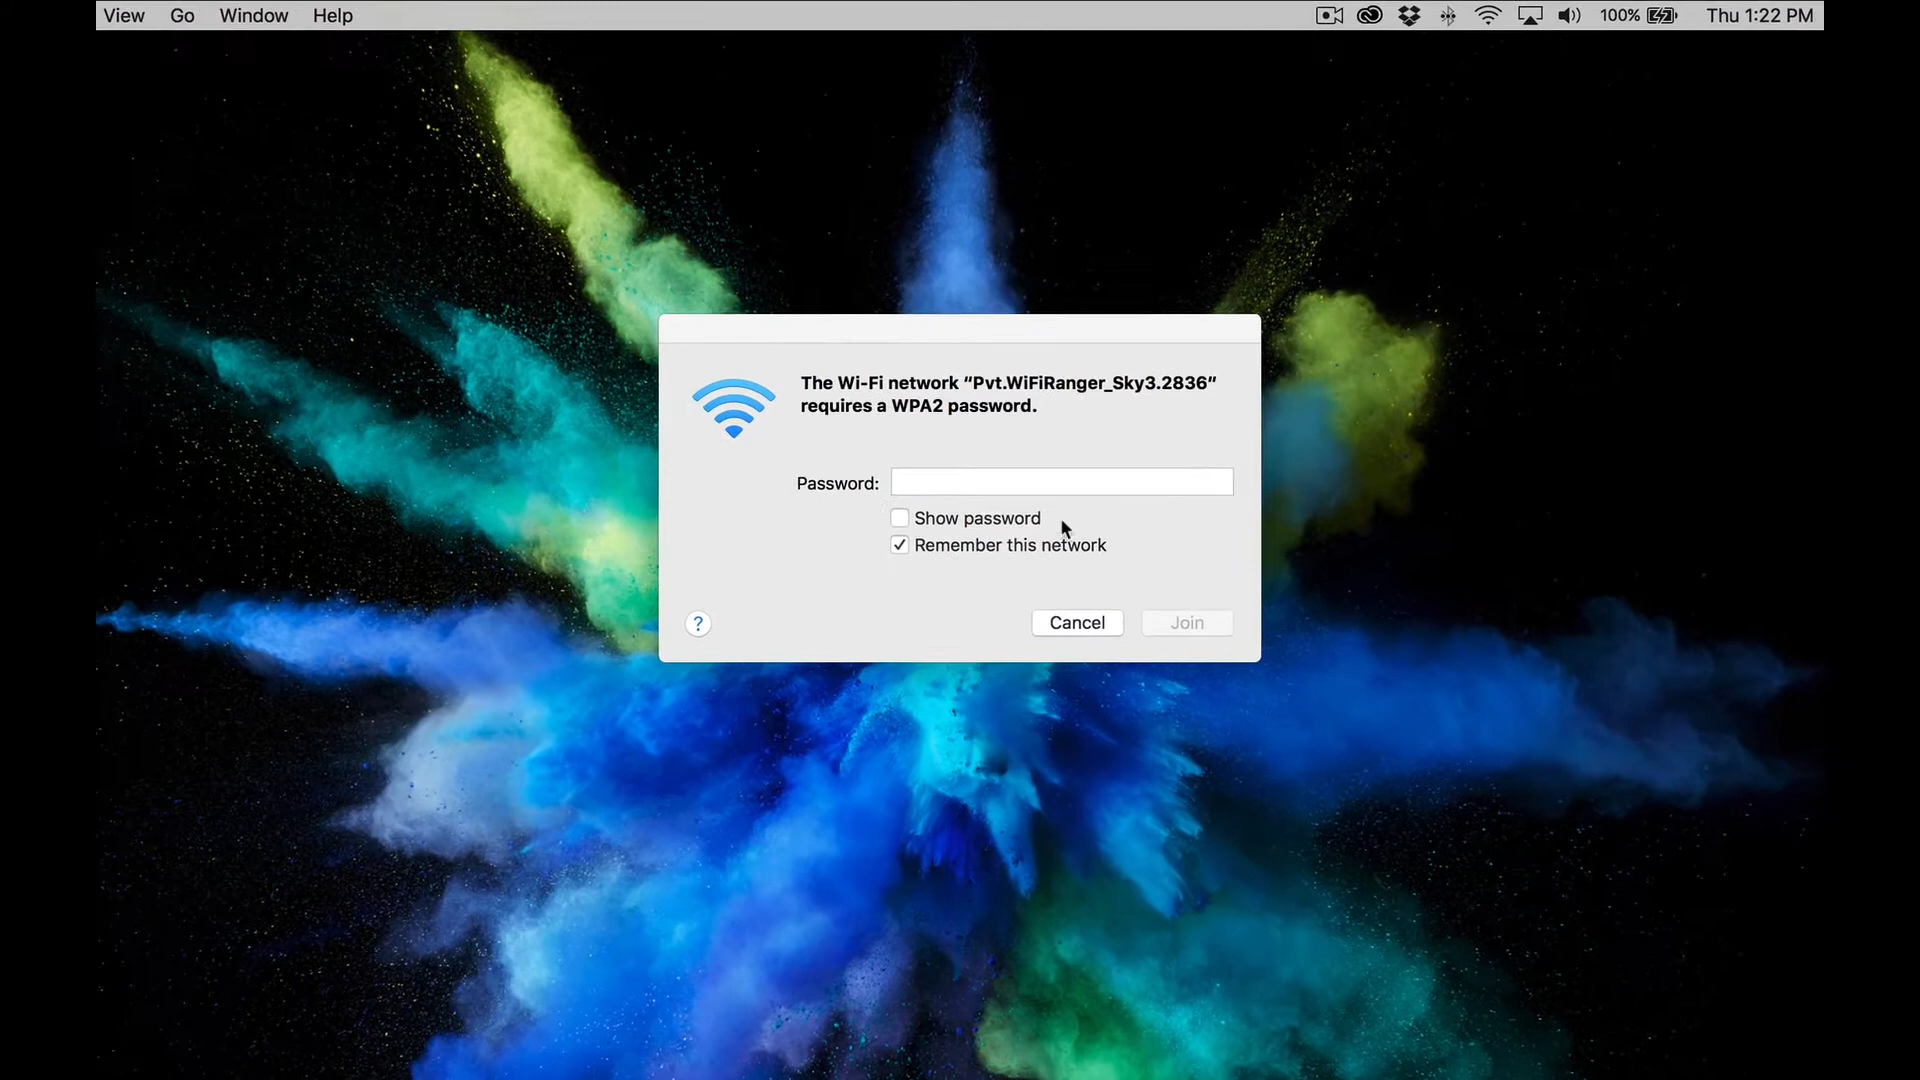 View Go Window Help 100% Thu 1:22 PM
The Wi-Fi network “Pvt.WiFiRanger_Sky3.2836”
requires a WPA2 password.
Password:
Show password
Remember this network
? Cancel Join